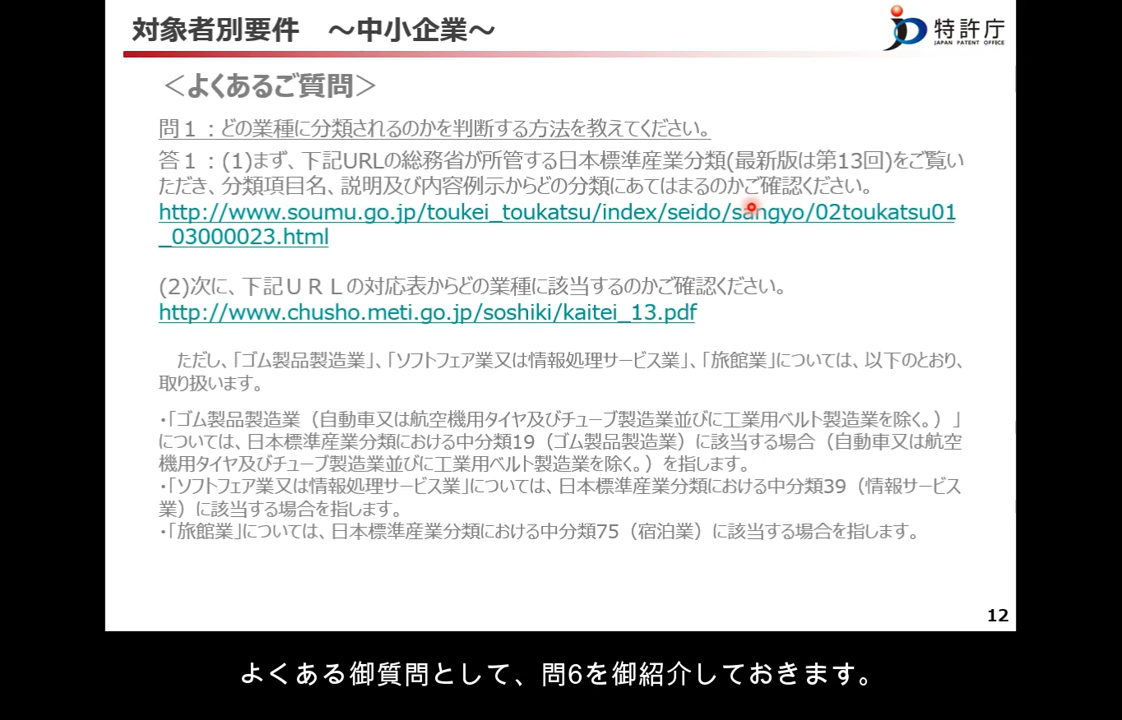 対象者別要件　～中小企業～
特許庁
JAPAN PATENT OFFICE
＜よくあるご質問＞
問１：どの業種に分類されるのかを判断する方法を教えてください。
答１：(1)まず、下記URLの総務省が所管する日本標準産業分類(最新版は第13回)をご覧い
ただき、分類項目名、説明及び内容例示からどの分類にあてはまるのかご確認ください。
http://www.soumu.go.jp/toukei_toukatsu/index/seido/sangyo/02toukatsu01
_03000023.html
(2)次に、下記ＵＲＬの対応表からどの業種に該当するのかご確認ください。
http://www.chusho.meti.go.jp/soshiki/kaitei_13.pdf
ただし、「ゴム製品製造業」、「ソフトフェア業又は情報処理サービス業」、「旅館業」については、以下のとおり、
取り扱います。
・「ゴム製品製造業（自動車又は航空機用タイヤ及びチューブ製造業並びに工業用ベルト製造業を除く。）」
については、日本標準産業分類における中分類19（ゴム製品製造業）に該当する場合（自動車又は航空
機用タイヤ及びチューブ製造業並びに工業用ベルト製造業を除く。）を指します。
・「ソフトフェア業又は情報処理サービス業」については、日本標準産業分類における中分類39（情報サービス
業）に該当する場合を指します。
・「旅館業」については、日本標準産業分類における中分類75（宿泊業）に該当する場合を指します。
12
よくある御質問として、問6を御紹介しておきます。